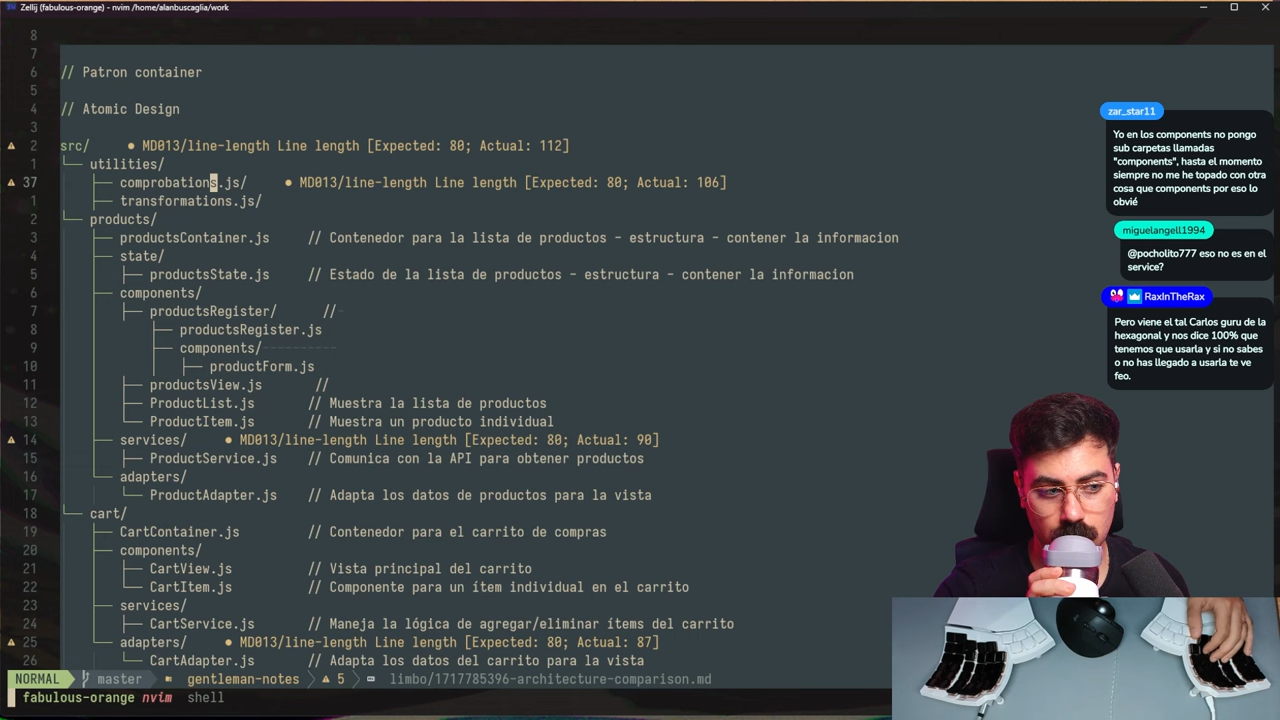 Zellij (fabulous-orange) - nvim /home/alanbuscaglia/work
8
7
6 // Patron container
5
4 // Atomic Design
3
2 src/ ● MD013/line-length Line length [Expected: 80; Actual: 112]
1 └── utilities/
37 ├── comprobations.js/ ● MD013/line-length Line length [Expected: 80; Actual: 106]
1 ├── transformations.js/
2 └── products/
3 ├── productsContainer.js // Contenedor para la lista de productos - estructura - contener la informacion
4 ├── state/
5 ├── productsState.js // Estado de la lista de productos - estructura - contener la informacion
6 ├── components/
7 ├── productsRegister/ //-
8 ├── productsRegister.js
9 ├── components/----------
10 ├── productForm.js
11 ├── productsView.js //
12 ├── ProductList.js // Muestra la lista de productos
13 └── ProductItem.js // Muestra un producto individual
14 ├── services/ ● MD013/line-length Line length [Expected: 80; Actual: 90]
15 ├── ProductService.js // Comunica con la API para obtener productos
16 └── adapters/
17 └── ProductAdapter.js // Adapta los datos de productos para la vista
18 └── cart/
19 ├── CartContainer.js // Contenedor para el carrito de compras
20 ├── components/
21 ├── CartView.js // Vista principal del carrito
22 └── CartItem.js // Componente para un ítem individual en el carrito
23 ├── services/
24 ├── CartService.js // Maneja la lógica de agregar/eliminar ítems del carrito
25 └── adapters/ ● MD013/line-length Line length [Expected: 80; Actual: 87]
26 └── CartAdapter.js // Adapta los datos del carrito para la vista
NORMAL master gentleman-notes 5 limbo/1717785396-architecture-comparison.md
fabulous-orange nvim shell
zar_star11
Yo en los components no pongo
sub carpetas llamadas
"components", hasta el momento
siempre no me he topado con otra
cosa que components por eso lo
obvié
miguelangell1994
@pocholito777 eso no es en el
service?
RaxInTheRax
Pero viene el tal Carlos guru de la
hexagonal y nos dice 100% que
tenemos que usarla y si no sabes
o no has llegado a usarla te ve
feo.